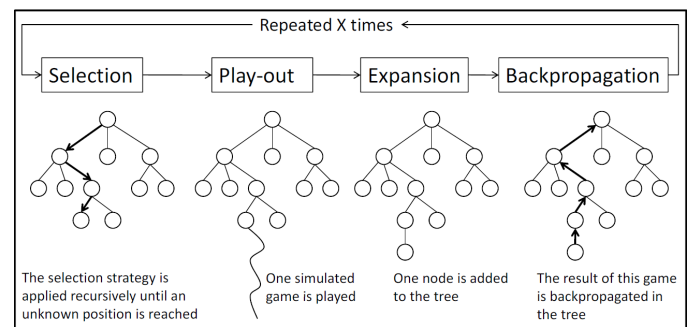 Repeated X times
Selection
Play-out
Expansion
Backpropagation
The selection strategy is
applied recursively until an
unknown position is reached
One simulated
game is played
One node is added
to the tree
The result of this game
is backpropagated in
the tree